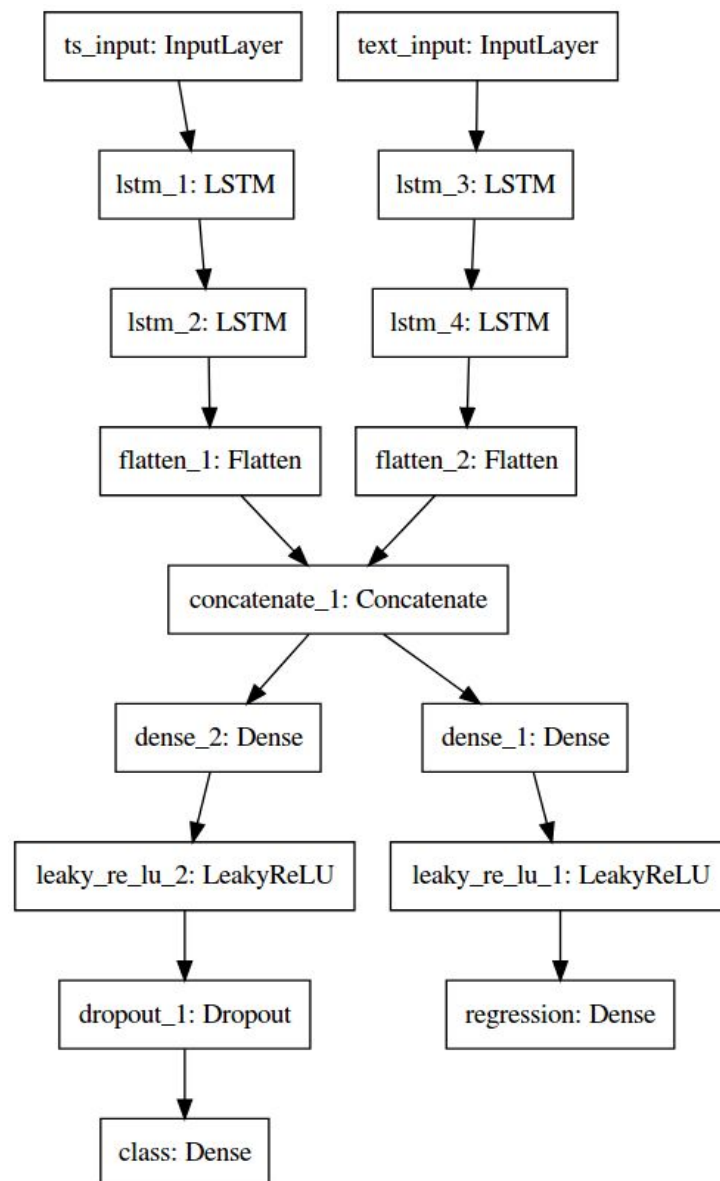 ts_input: InputLayer
text_input: InputLayer
lstm_1: LSTM
lstm_3: LSTM
lstm_2: LSTM
lstm_4: LSTM
flatten_1: Flatten
flatten_2: Flatten
concatenate_1: Concatenate
dense_2: Dense
dense_1: Dense
leaky_re_lu_2: LeakyReLU
leaky_re_lu_1: LeakyReLU
dropout_1: Dropout
regression: Dense
class: Dense